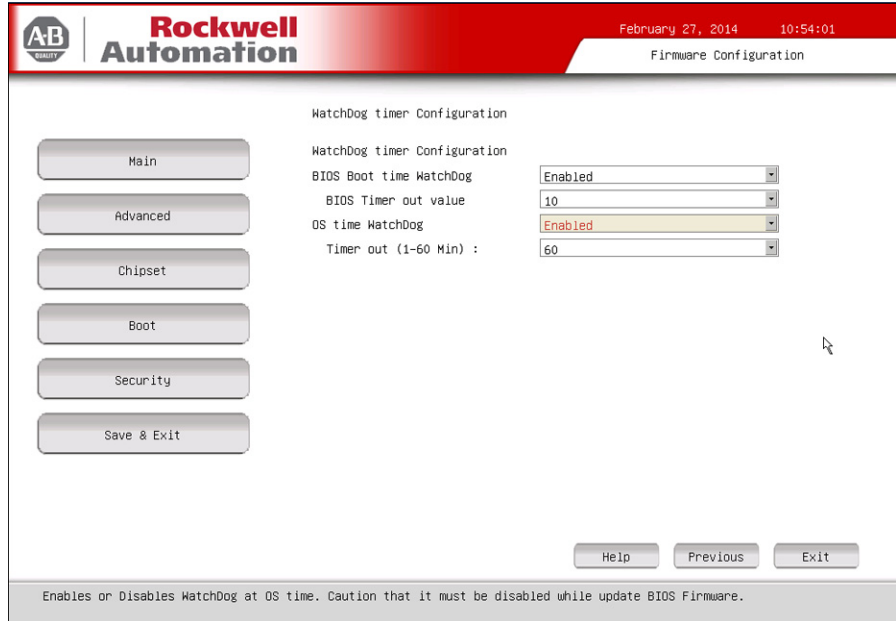 AB
QUALITY
Rockwell
Automation
February 27, 2014 10:54:01
Firmware Configuration
WatchDog timer Configuration
Main
Advanced
Chipset
Boot
Security
Save & Exit
WatchDog timer Configuration
BIOS Boot time WatchDog Enabled
BIOS Timer out value 10
OS time WatchDog Enabled
Timer out (1-60 Min) : 60
Help Previous Exit
Enables or Disables WatchDog at OS time. Caution that it must be disabled while update BIOS Firmware.